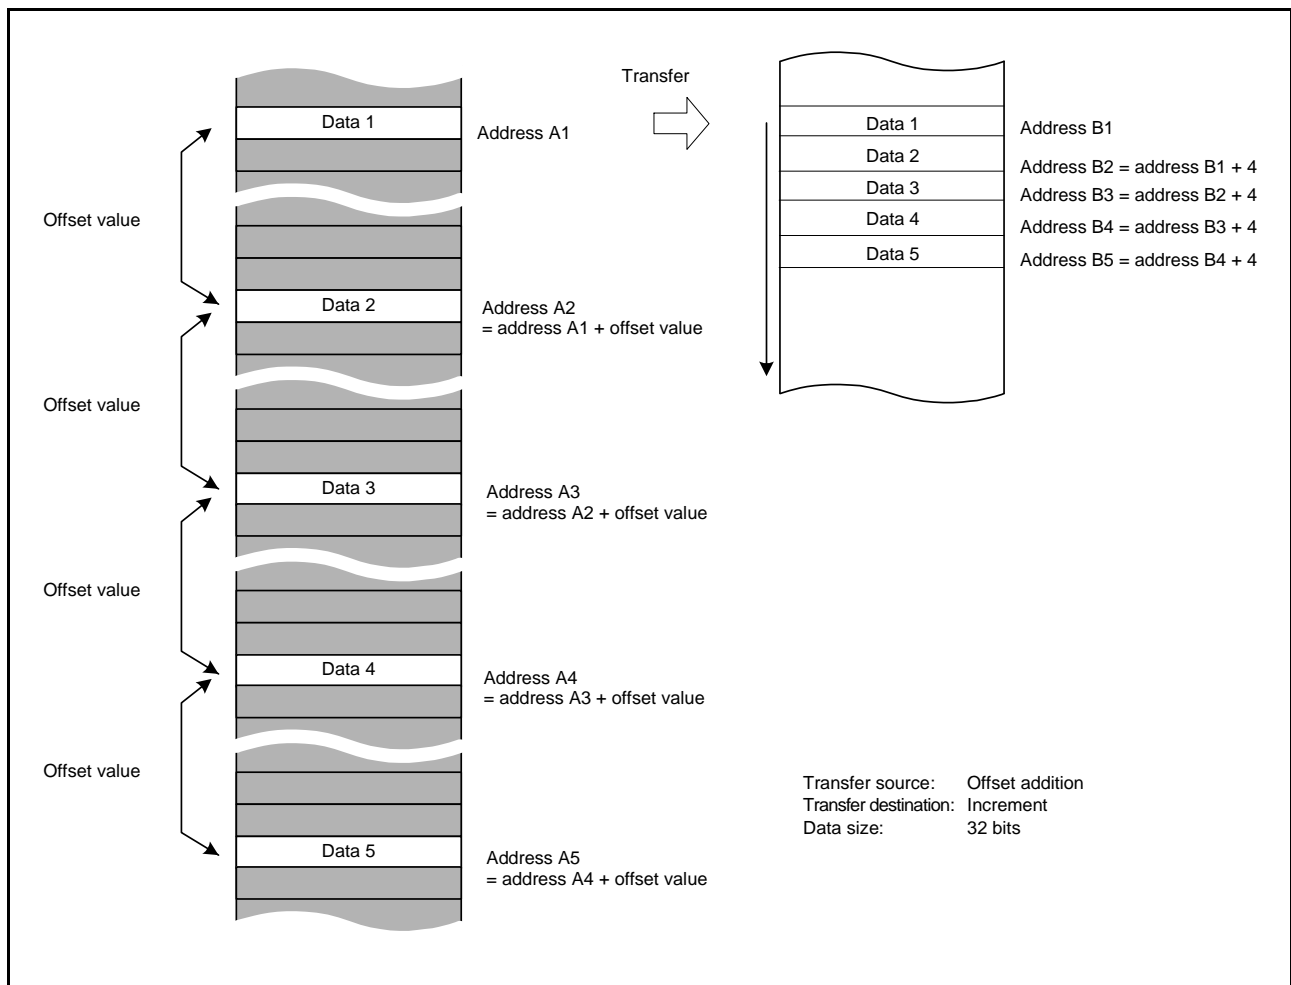 Transfer
Data 1
Address A1
Offset value
Data 2
Address A2
= address A1 + offset value
Offset value
Data 3
Address A3
= address A2 + offset value
Offset value
Data 4
Address A4
= address A3 + offset value
Offset value
Data 5
Address A5
= address A4 + offset value
Data 1
Address B1
Data 2
Address B2 = address B1 + 4
Data 3
Address B3 = address B2 + 4
Data 4
Address B4 = address B3 + 4
Data 5
Address B5 = address B4 + 4
Transfer source: Offset addition
Transfer destination: Increment
Data size: 32 bits